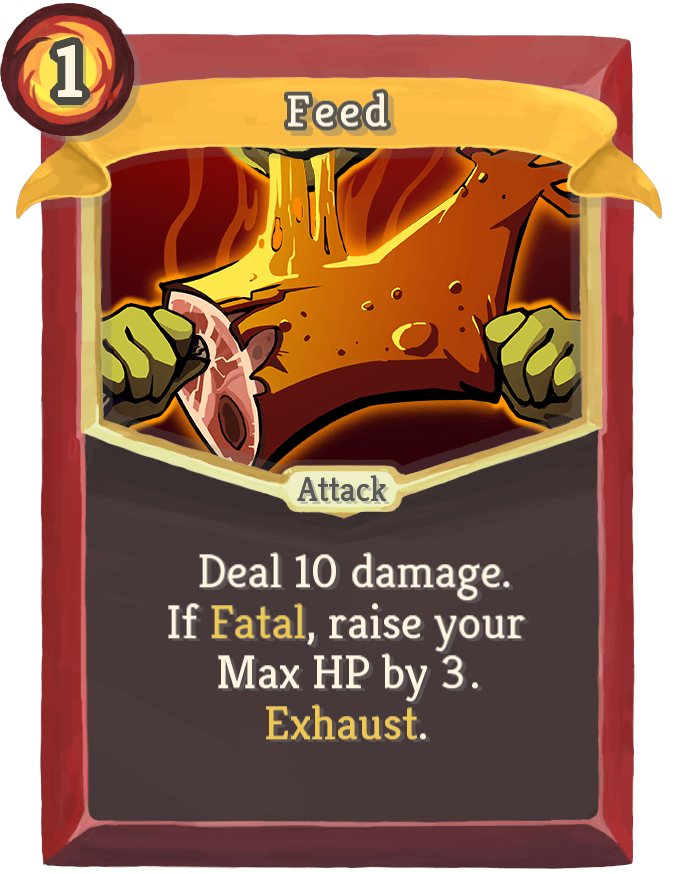 1
Feed
Attack
Deal 10 damage.
If Fatal, raise your
Max HP by 3.
Exhaust.